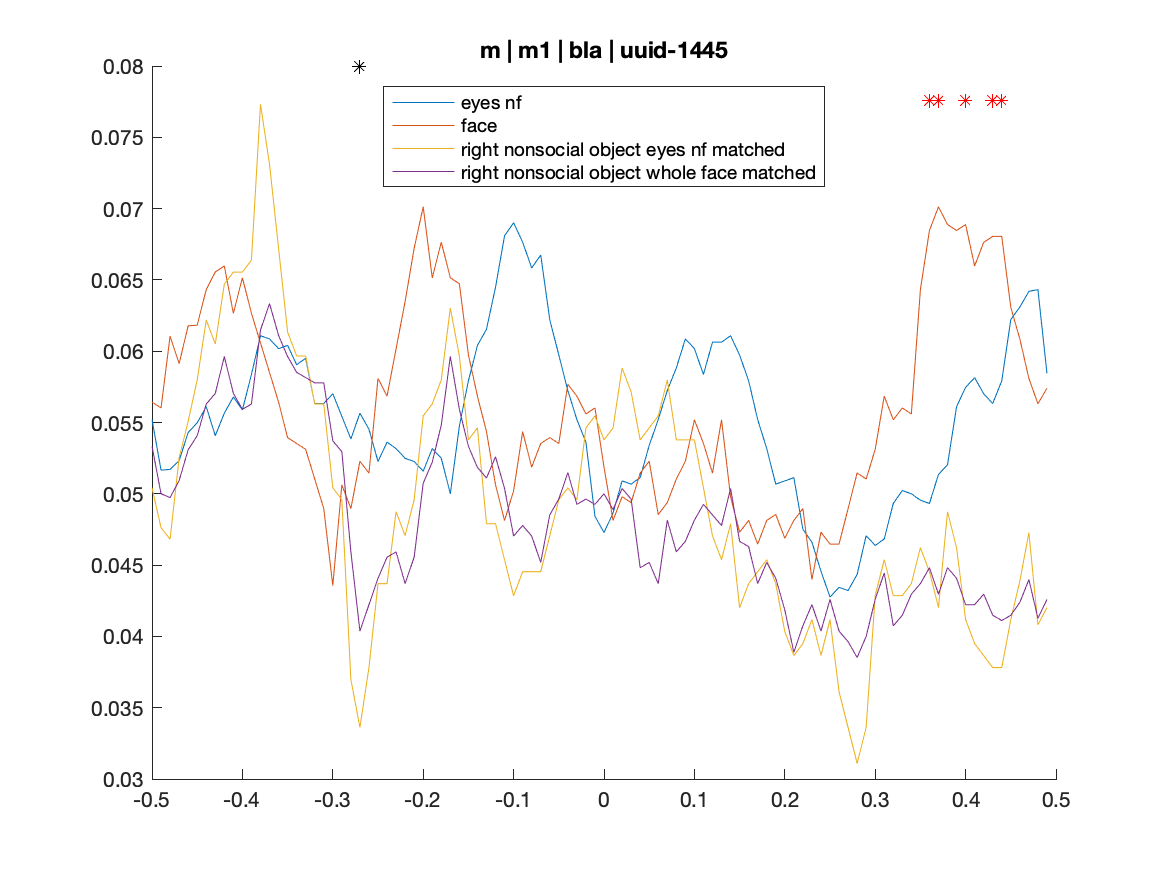 m | m1 | bla | uuid-1445
0.08
0.075
0.07
0.065
0.06
0.055
0.05
0.045
0.04
0.035
0.03
eyes nf
face
right nonsocial object eyes nf matched
right nonsocial object whole face matched
-0.5 -0.4 -0.3 -0.2 -0.1 0 0.1 0.2 0.3 0.4 0.5